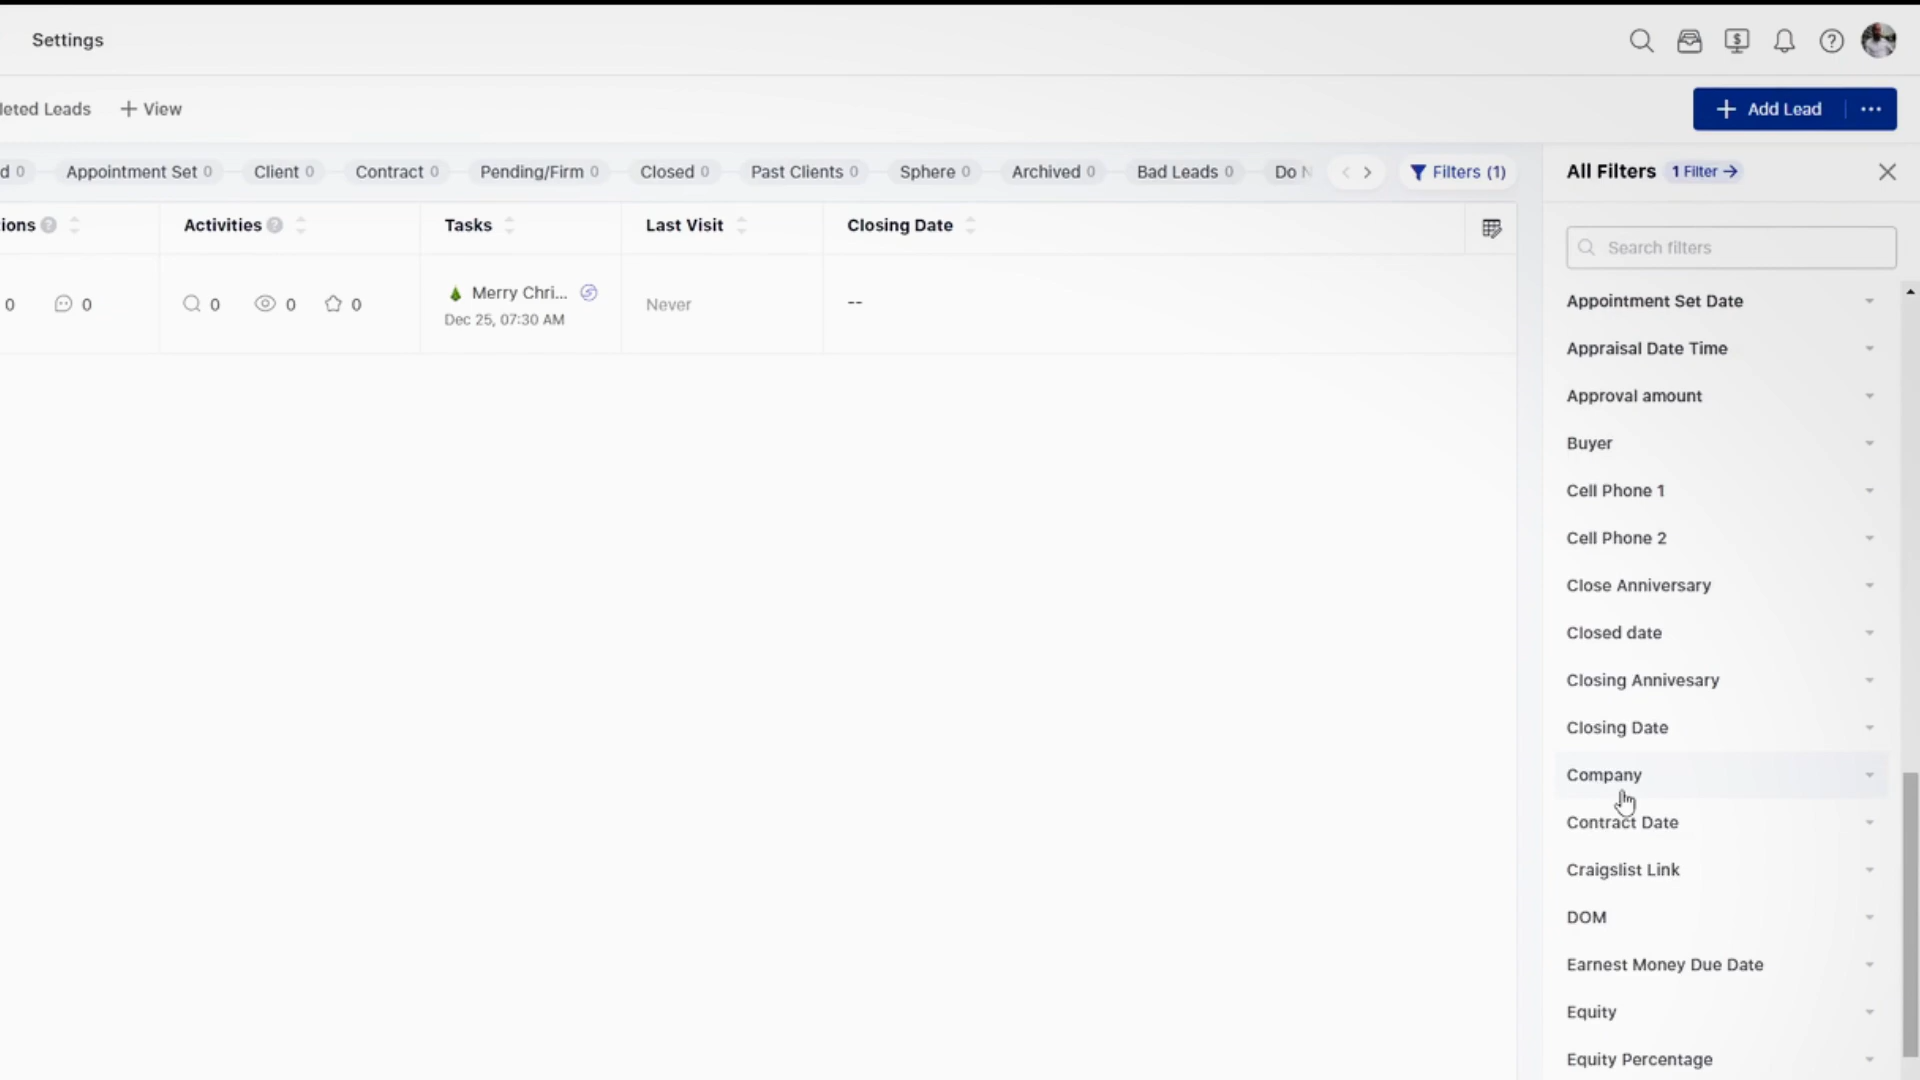 Settings
leted Leads + View
+ Add Lead ...
d 0 Appointment Set 0 Client 0 Contract 0 Pending/Firm 0 Closed 0 Past Clients 0 Sphere 0 Archived 0 Bad Leads 0 Do N < > Filters (1)
All Filters 1 Filter →
Search filters
ions Activities Tasks Last Visit Closing Date
0 0 0 0 0 Merry Chri... Never --
Dec 25, 07:30 AM
Appointment Set Date
Appraisal Date Time
Approval amount
Buyer
Cell Phone 1
Cell Phone 2
Close Anniversary
Closed date
Closing Annivesary
Closing Date
Company
Contract Date
Craigslist Link
DOM
Earnest Money Due Date
Equity
Equity Percentage